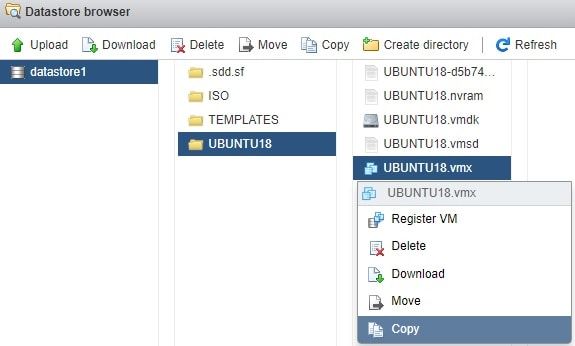 Datastore browser
Upload Download Delete Move Copy Create directory Refresh
datastore1
.sdd.sf
ISO
TEMPLATES
UBUNTU18
UBUNTU18-d5b74...
UBUNTU18.nvram
UBUNTU18.vmdk
UBUNTU18.vmsd
UBUNTU18.vmx
UBUNTU18.vmx
Register VM
Delete
Download
Move
Copy